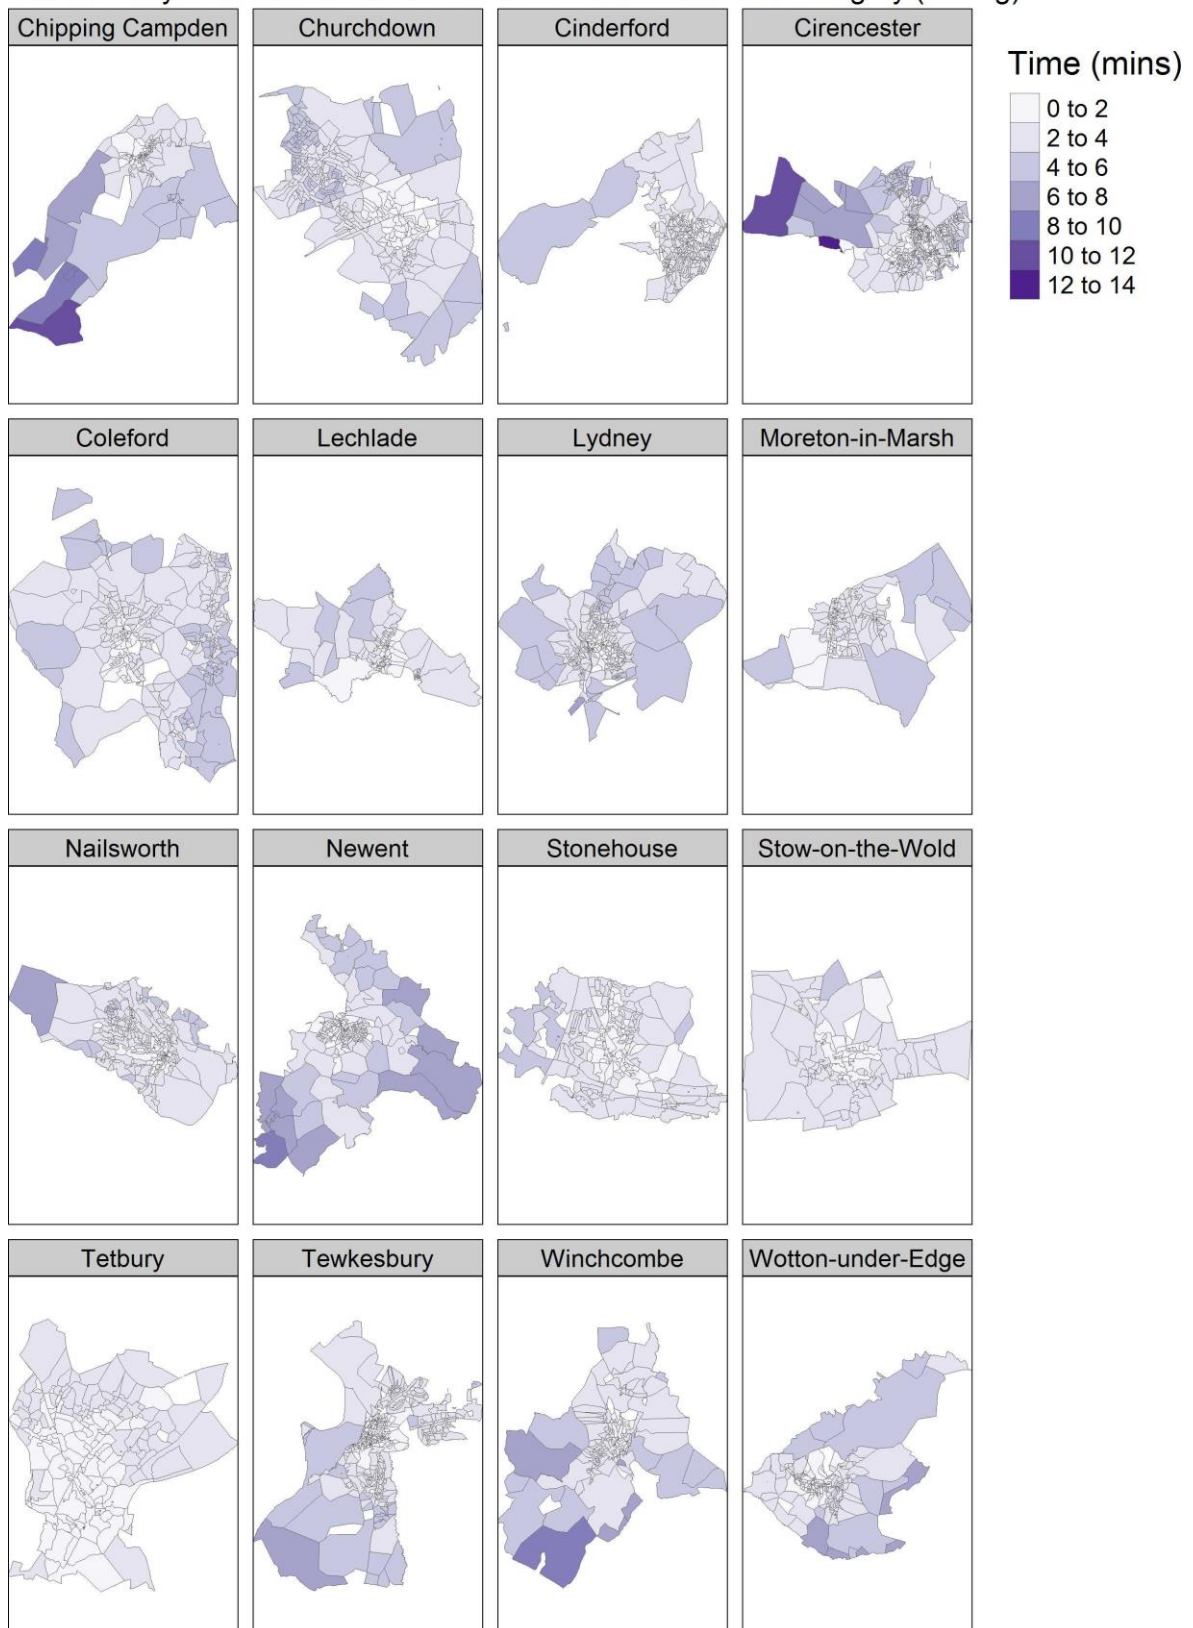 Chipping Campden Churchdown Cinderford Cirencester
Time (mins)
0 to 2
2 to 4
4 to 6
6 to 8
8 to 10
10 to 12
12 to 14
Coleford Lechlade Lydney Moreton-in-Marsh
Nailsworth Newent Stonehouse Stow-on-the-Wold
Tetbury Tewkesbury Winchcombe Wotton-under-Edge